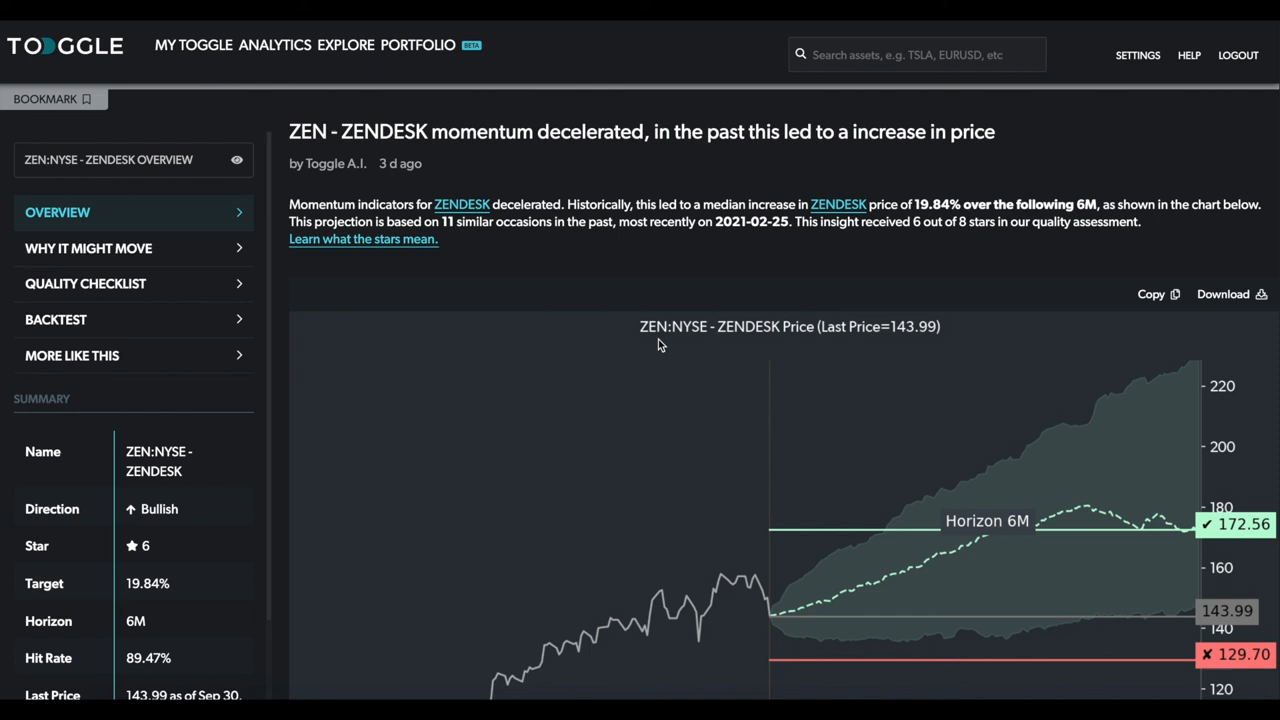 TOGGLE
MY TOGGLE ANALYTICS EXPLORE PORTFOLIO BETA
Search assets, e.g. TSLA, EURUSD, etc
SETTINGS HELP LOGOUT
BOOKMARK
ZEN:NYSE - ZENDESK OVERVIEW
OVERVIEW
WHY IT MIGHT MOVE
QUALITY CHECKLIST
BACKTEST
MORE LIKE THIS
SUMMARY
Name ZEN:NYSE -
ZENDESK
Direction Bullish
Star 6
Target 19.84%
Horizon 6M
Hit Rate 89.47%
Last Price 143.99 as of Sep 30,
ZEN - ZENDESK momentum decelerated, in the past this led to a increase in price
by Toggle A.I. 3 d ago
Momentum indicators for ZENDESK decelerated. Historically, this led to a median increase in ZENDESK price of 19.84% over the following 6M, as shown in the chart below.
This projection is based on 11 similar occasions in the past, most recently on 2021-02-25. This insight received 6 out of 8 stars in our quality assessment.
Learn what the stars mean.
Copy Download
ZEN:NYSE - ZENDESK Price (Last Price=143.99)
220
200
180
Horizon 6M
✔ 172.56
160
143.99
140
✘ 129.70
120